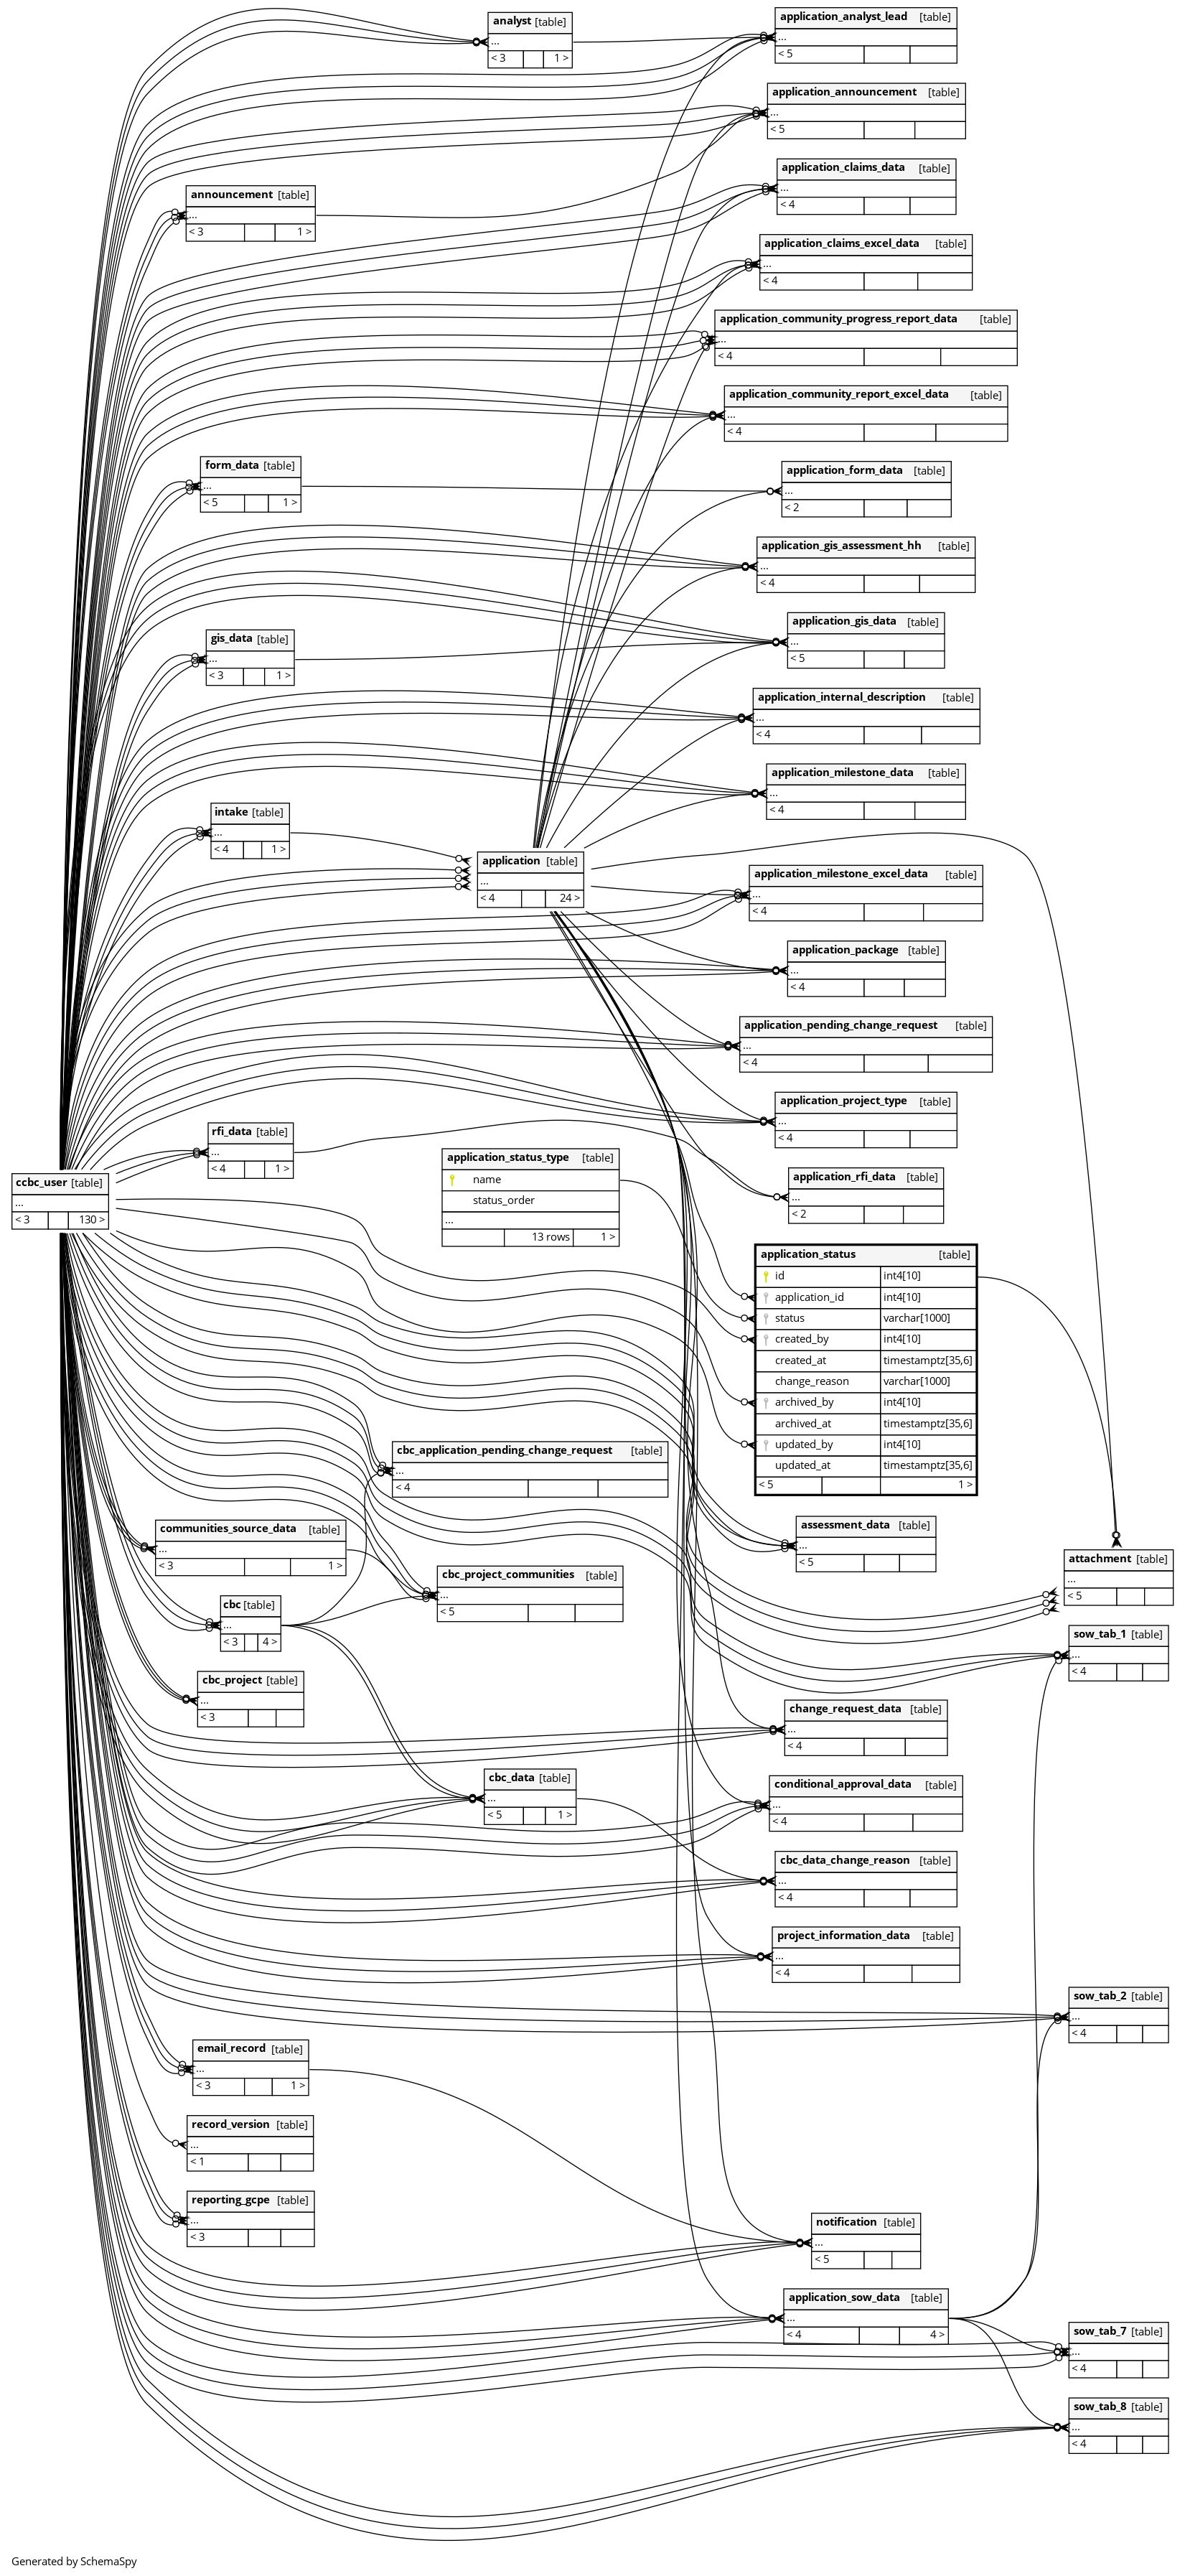 analyst [table]
...
< 3 1 >
application_analyst_lead [table]
...
< 5
application_announcement [table]
...
< 5
application_claims_data [table]
...
< 4
announcement [table]
...
< 3 1 >
application_claims_excel_data [table]
...
< 4
application_community_progress_report_data [table]
...
< 4
application_community_report_excel_data [table]
...
< 4
form_data [table]
...
< 5 1 >
application_form_data [table]
...
< 2
application_gis_assessment_hh [table]
...
< 4
application_gis_data [table]
...
< 5
gis_data [table]
...
< 3 1 >
application_internal_description [table]
...
< 4
application_milestone_data [table]
...
< 4
intake [table]
...
< 4 1 >
application [table]
...
< 4 24 >
application_milestone_excel_data [table]
...
< 4
application_package [table]
...
< 4
application_pending_change_request [table]
...
< 4
application_project_type [table]
...
< 4
rfi_data [table]
...
< 4 1 >
application_status_type [table]
name
status_order
...
13 rows 1 >
application_rfi_data [table]
...
< 2
ccbc_user [table]
...
< 3 130 >
application_status [table]
id int4[10]
application_id int4[10]
status varchar[1000]
created_by int4[10]
created_at timestamptz[35,6]
change_reason varchar[1000]
archived_by int4[10]
archived_at timestamptz[35,6]
updated_by int4[10]
updated_at timestamptz[35,6]
< 5 1 >
cbc_application_pending_change_request [table]
...
< 4
communities_source_data [table]
...
< 3 1 >
assessment_data [table]
...
< 5
attachment [table]
...
< 5
cbc_project_communities [table]
...
< 5
cbc [table]
...
< 3 4 >
sow_tab_1 [table]
...
< 4
cbc_project [table]
...
< 3
change_request_data [table]
...
< 4
cbc_data [table]
...
< 5 1 >
conditional_approval_data [table]
...
< 4
cbc_data_change_reason [table]
...
< 4
project_information_data [table]
...
< 4
sow_tab_2 [table]
...
< 4
email_record [table]
...
< 3 1 >
record_version [table]
...
< 1
reporting_gcpe [table]
...
< 3
notification [table]
...
< 5
application_sow_data [table]
...
< 4 4 >
sow_tab_7 [table]
...
< 4
sow_tab_8 [table]
...
< 4
Generated by SchemaSpy